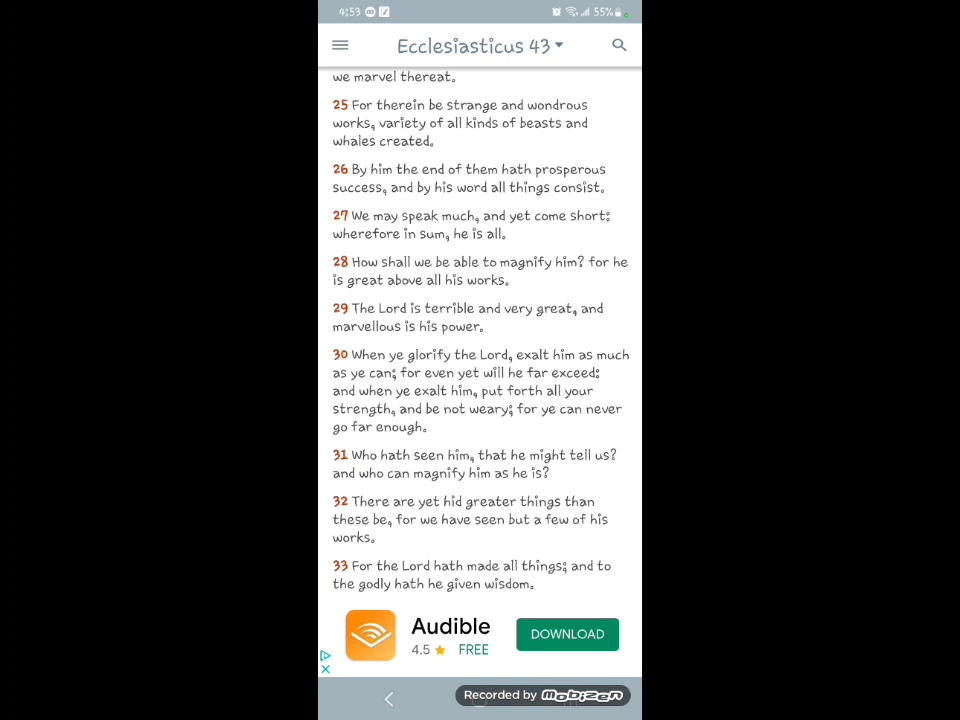 4:53
55%
Ecclesiasticus 43
we marvel thereat.
25 For therein be strange and wondrous
works, variety of all kinds of beasts and
whales created.
26 By him the end of them hath prosperous
success, and by his word all things consist.
27 We may speak much, and yet come short:
wherefore in sum, he is all.
28 How shall we be able to magnify him? for he
is great above all his works.
29 The Lord is terrible and very great, and
marvellous is his power.
30 When ye glorify the Lord, exalt him as much
as ye can; for even yet will he far exceed:
and when ye exalt him, put forth all your
strength, and be not weary; for ye can never
go far enough.
31 Who hath seen him, that he might tell us?
and who can magnify him as he is?
32 There are yet hid greater things than
these be, for we have seen but a few of his
works.
33 For the Lord hath made all things; and to
the godly hath he given wisdom.
Audible
4.5 ★ FREE
DOWNLOAD
Recorded by mobizen